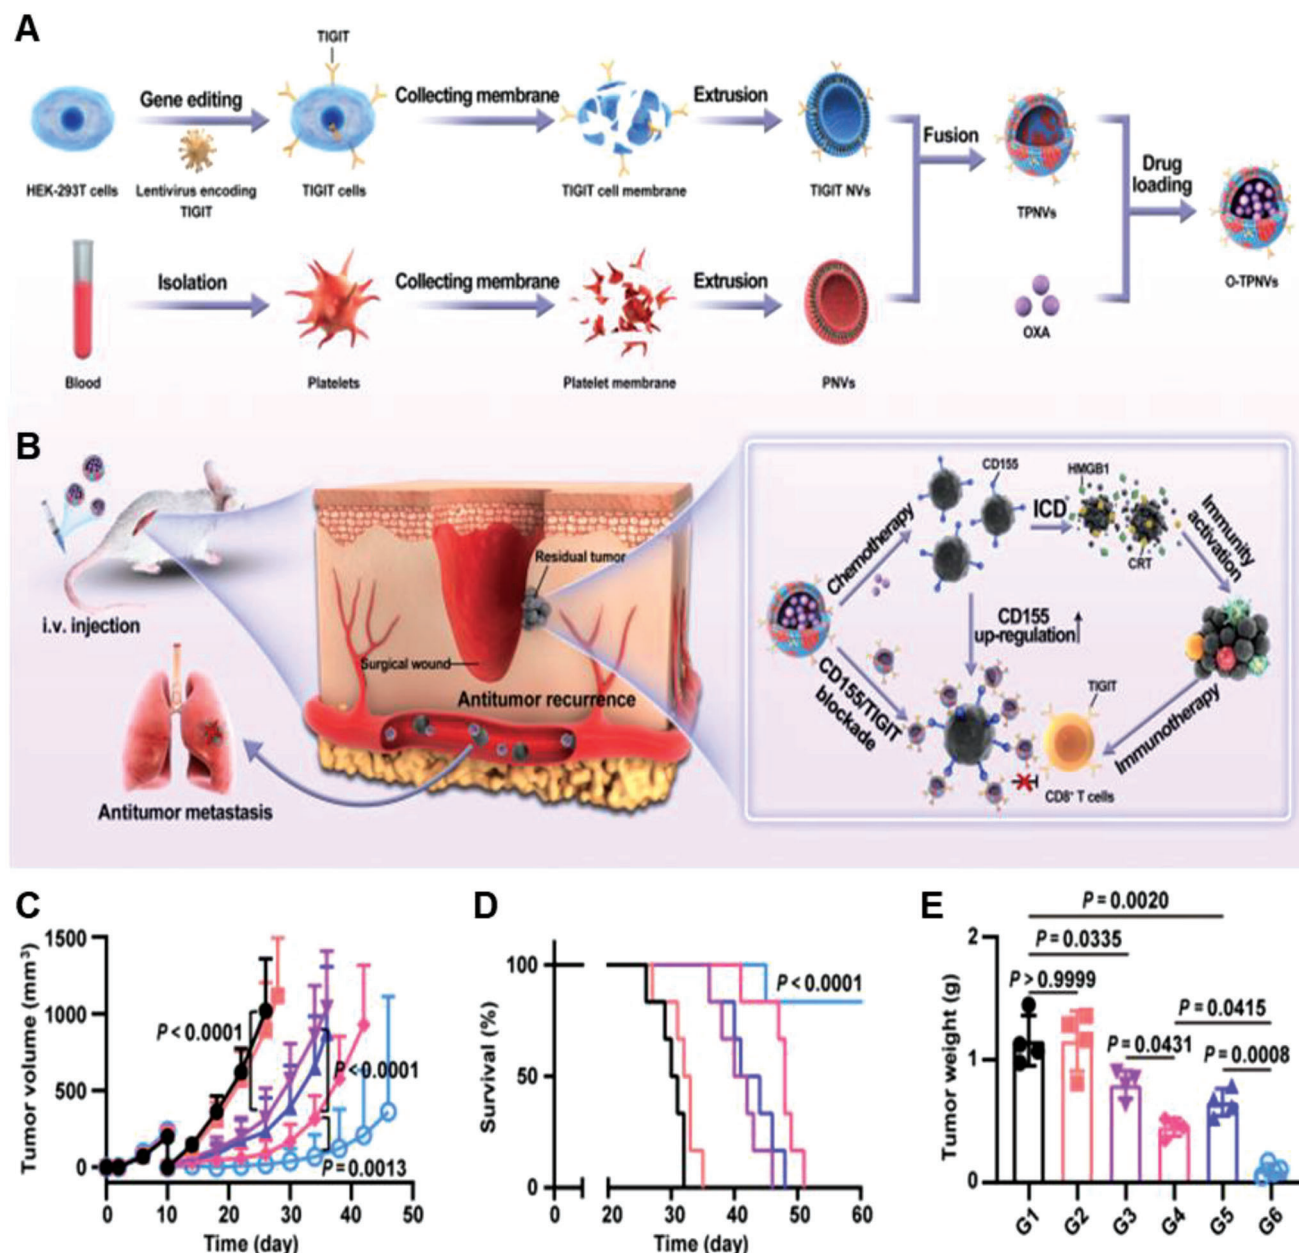 A
TIGIT
Gene editing
Collecting membrane
Extrusion
Fusion
Drug
loading
HEK-293T cells
Lentivirus encoding
TIGIT
TIGIT cells
TIGIT cell membrane
TIGIT NVs
TPNVs
Isolation
Collecting membrane
Extrusion
O-TPNVs
OXA
Blood
Platelets
Platelet membrane
PNVs
B
i.v. injection
Residual tumor
Surgical wound
Antitumor recurrence
Antitumor metastasis
Chemotherapy
CD155
ICD
HMGB1
CRT
Immunity
activation
CD155
up-regulation
CD155/TIGIT
blockade
TIGIT
CD8+ T cells
Immunotherapy
C
Tumor volume (mm³)
1500
1000
500
0
P < 0.0001
P < 0.0001
P = 0.0013
0 10 20 30 40 50
Time (day)
D
Survival (%)
100
50
0
P < 0.0001
0 20 30 40 50 60
Time (day)
E
Tumor weight (g)
2
1
0
P = 0.0020
P = 0.0335
P > 0.9999
P = 0.0415
P = 0.0431
P = 0.0008
G1 G2 G3 G4 G5 G6